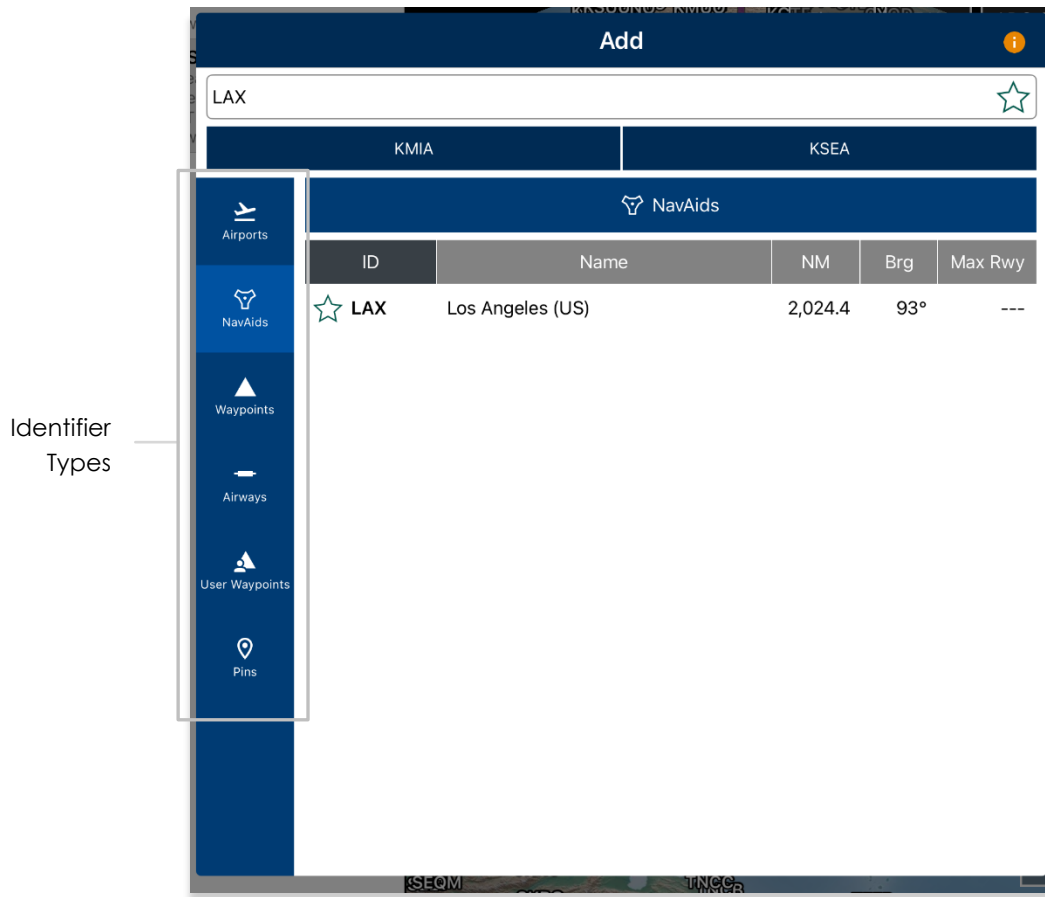 Add
LAX
KMIA KSEA
Airports
NavAids
ID Name NM Brg Max Rwy
NavAids
LAX Los Angeles (US) 2,024.4 93° ---
Waypoints
Identifier
Types
Airways
User Waypoints
Pins
SEQM